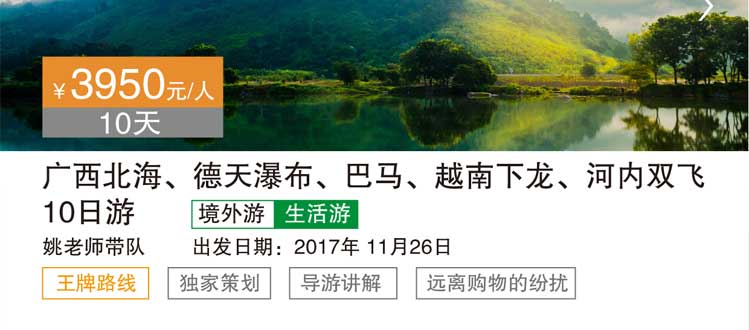 ¥3950元/人
10天
广西北海、德天瀑布、巴马、越南下龙、河内双飞
10日游 境外游 生活游
姚老师带队 出发日期：2017年 11月26日
王牌路线 独家策划 导游讲解 远离购物的纷扰